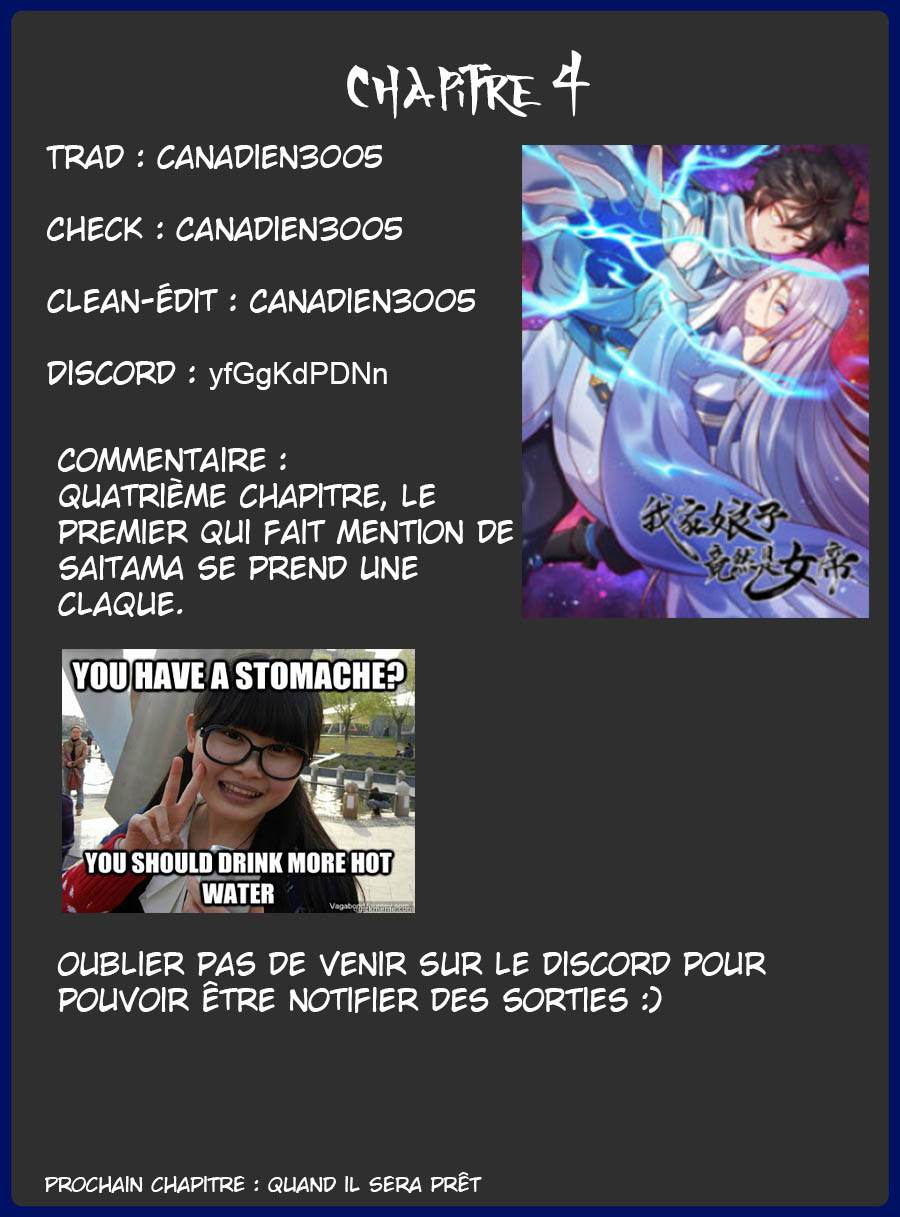 CHAPITRE 4
TRAD : CANADIEN3005
CHECK : CANADIEN3005
CLEAN-ÉDIT : CANADIEN3005
DISCORD : yfGgKdPDNn
COMMENTAIRE :
QUATRIÈME CHAPITRE, LE
PREMIER QUI FAIT MENTION DE
SAITAMA SE PREND UNE
CLAQUE.
我家娘子
竟然是女帝
YOU HAVE A STOMACHE?
YOU SHOULD DRINK MORE HOT
WATER
quickmeme.com
OUBLIER PAS DE VENIR SUR LE DISCORD POUR
POUVOIR ÊTRE NOTIFIER DES SORTIES :)
PROCHAIN CHAPITRE : QUAND IL SERA PRÊT